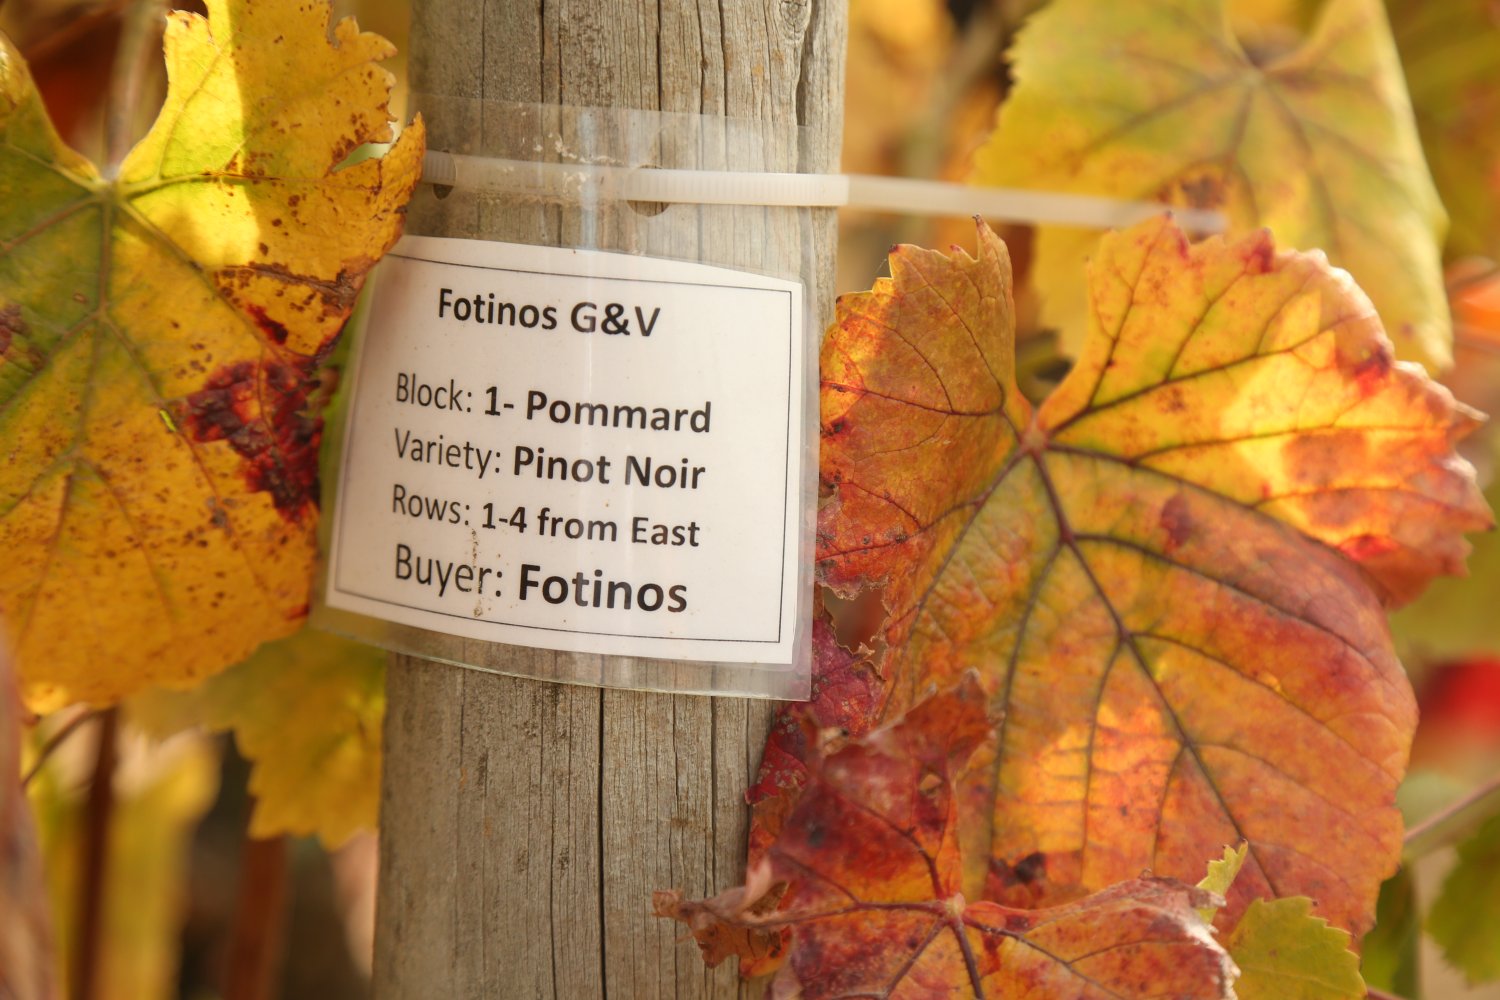 Fotinos G&V
Block: 1- Pommard
Variety: Pinot Noir
Rows: 1-4 from East
Buyer: Fotinos